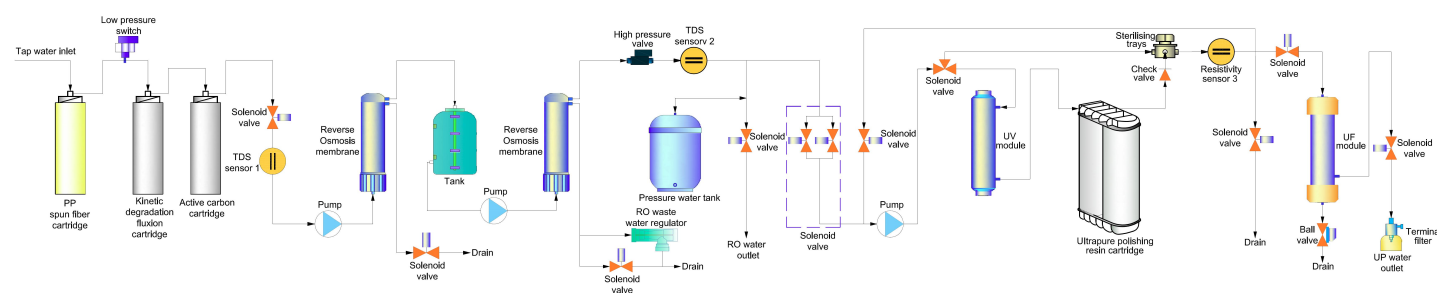 Tap water inlet
Low pressure
switch
PP
spun fiber
cartridge
Kinetic
degradation
fluxion
cartridge
Active carbon
cartridge
Solenoid
valve
TDS
sensor 1
Pump
Reverse
Osmosis
membrane
Solenoid
valve
Drain
Tank
Pump
Reverse
Osmosis
membrane
RO waste
water regulator
Solenoid
valve
Drain
High pressure
valve
TDS
sensorv 2
Pressure water tank
Solenoid
valve
RO water
outlet
Solenoid
valve
Solenoid
valve
Pump
Solenoid
valve
UV
module
Ultrapure polishing
resin cartridge
Sterilising
trays
Check
valve
Resistivity
sensor 3
Solenoid
valve
Solenoid
valve
Drain
UF
module
Ball
valve
Drain
Solenoid
valve
Termina
filter
UP water
outlet